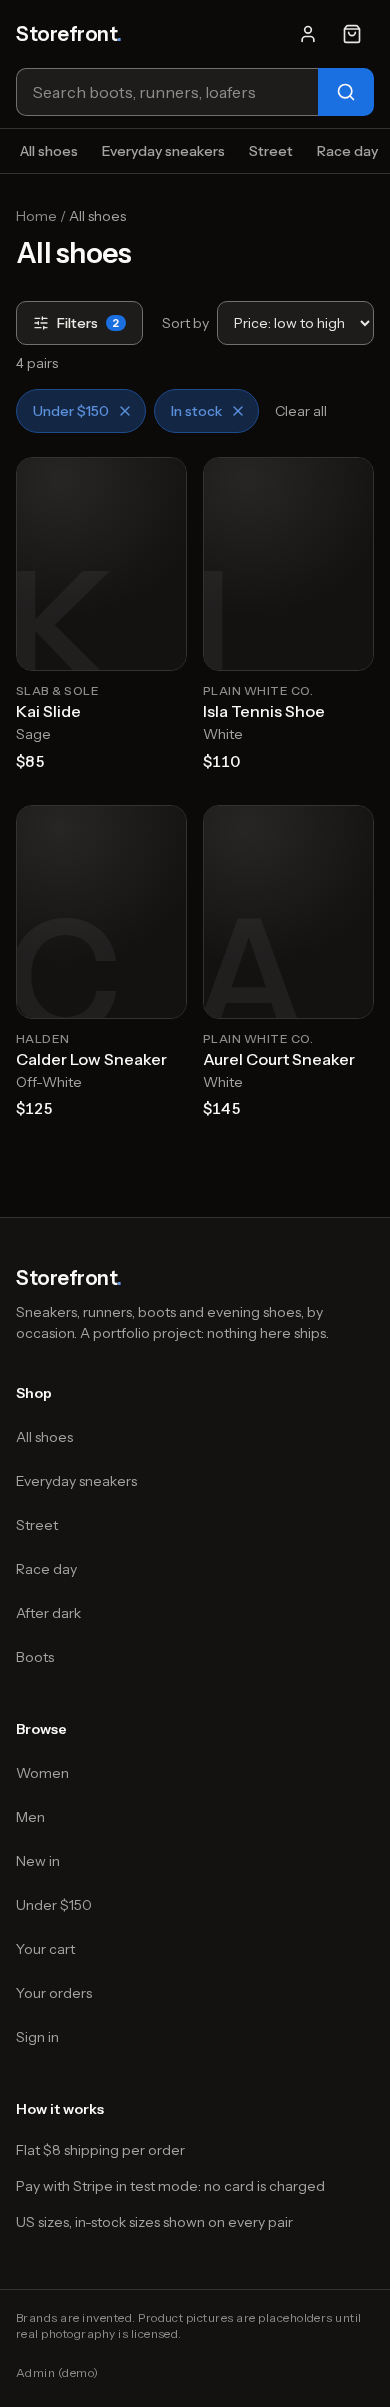 Storefront.
Search boots, runners, loafers
All shoes Everyday sneakers Street Race day
Home / All shoes
All shoes
Filters 2 Sort by Price: low to high
4 pairs
Under $150 In stock Clear all
K I
SLAB & SOLE
Kai Slide
Sage
$85
PLAIN WHITE CO.
Isla Tennis Shoe
White
$110
C A
HALDEN
Calder Low Sneaker
Off-White
$125
PLAIN WHITE CO.
Aurel Court Sneaker
White
$145
Storefront.
Sneakers, runners, boots and evening shoes, by
occasion. A portfolio project: nothing here ships.
Shop
All shoes
Everyday sneakers
Street
Race day
After dark
Boots
Browse
Women
Men
New in
Under $150
Your cart
Your orders
Sign in
How it works
Flat $8 shipping per order
Pay with Stripe in test mode: no card is charged
US sizes, in-stock sizes shown on every pair
Brands are invented. Product pictures are placeholders until
real photography is licensed.
Admin (demo)